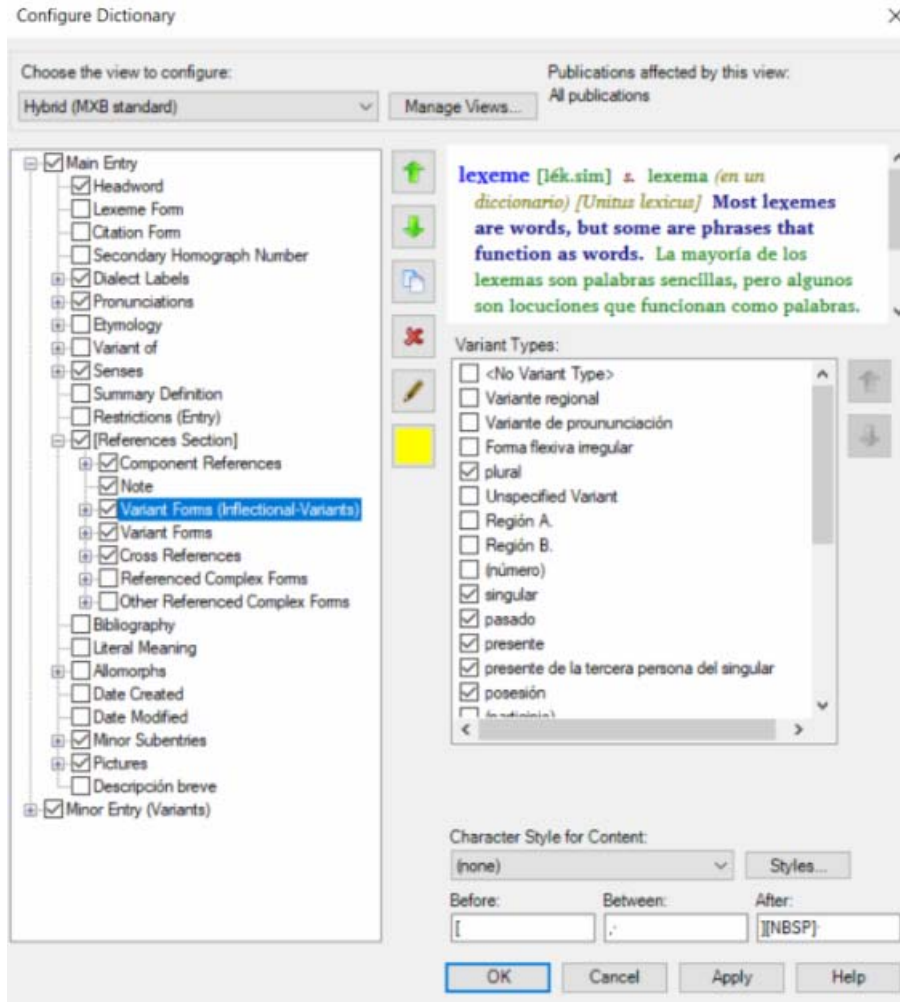 Configure Dictionary
Choose the view to configure:
Hybrid (MXB standard)
Manage Views...
Publications affected by this view:
All publications
Main Entry
Headword
Lexeme Form
Citation Form
Secondary Homograph Number
Dialect Labels
Pronunciations
Etymology
Variant of
Senses
Summary Definition
Restrictions (Entry)
[References Section]
Component References
Note
Variant Forms (Inflectional-Variants)
Variant Forms
Cross References
Referenced Complex Forms
Other Referenced Complex Forms
Bibliography
Literal Meaning
Allomorphs
Date Created
Date Modified
Minor Subentries
Pictures
Descripción breve
Minor Entry (Variants)
lexeme [lék.sim] s. lexema (en un
diccionario) [Unitus lexicus] Most lexemes
are words, but some are phrases that
function as words. La mayoría de los
lexemas son palabras sencillas, pero algunos
son locuciones que funcionan como palabras.
Variant Types:
<No Variant Type>
Variante regional
Variante de proununciación
Forma flexiva irregular
plural
Unspecified Variant
Región A.
Región B.
(número)
singular
pasado
presente
presente de la tercera persona del singular
posesión
Character Style for Content:
(none)
Styles...
Before:
Between:
After:
[
,·
][NBSP]·
OK
Cancel
Apply
Help